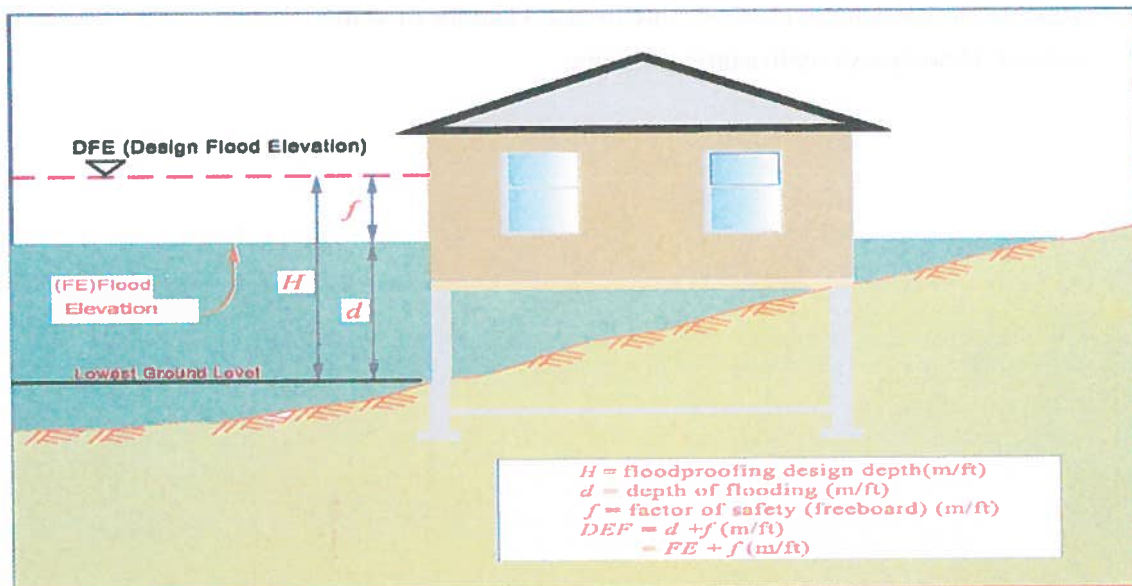 DFE (Design Flood Elevation)
f
(FE)Flood
Elevation
H
d
Lowest Ground Level
H = floodproofing design depth(m/ft)
d = depth of flooding (m/ft)
f = factor of safety (freeboard) (m/ft)
DEF = d +f (m/ft)
= FE + f (m/ft)